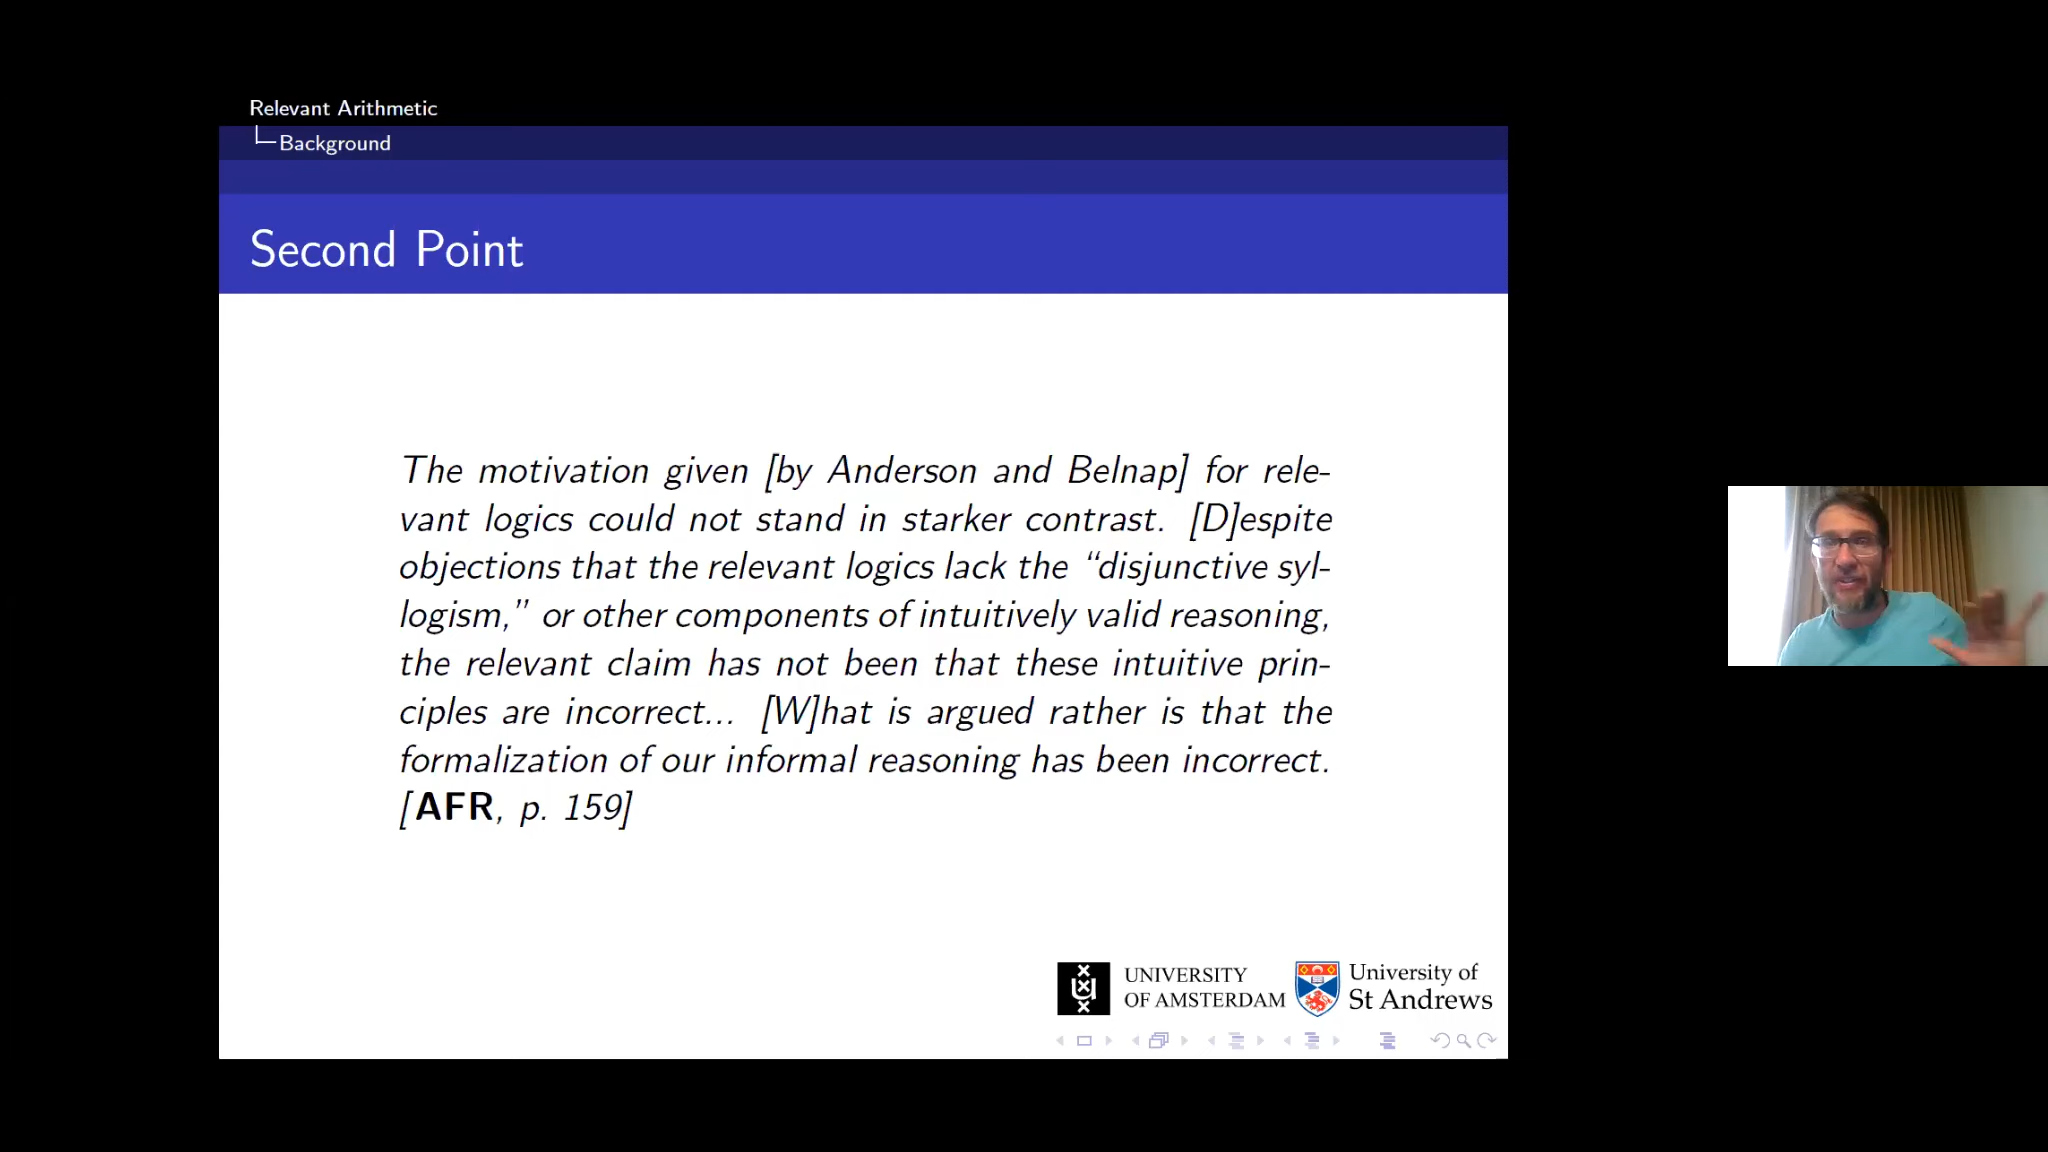 Relevant Arithmetic
Background
Second Point
The motivation given [by Anderson and Belnap] for rele-
vant logics could not stand in starker contrast. [D]espite
objections that the relevant logics lack the “disjunctive syl-
logism,” or other components of intuitively valid reasoning,
the relevant claim has not been that these intuitive prin-
ciples are incorrect... [W]hat is argued rather is that the
formalization of our informal reasoning has been incorrect.
[AFR, p. 159]
UNIVERSITY
OF AMSTERDAM
University of
St Andrews